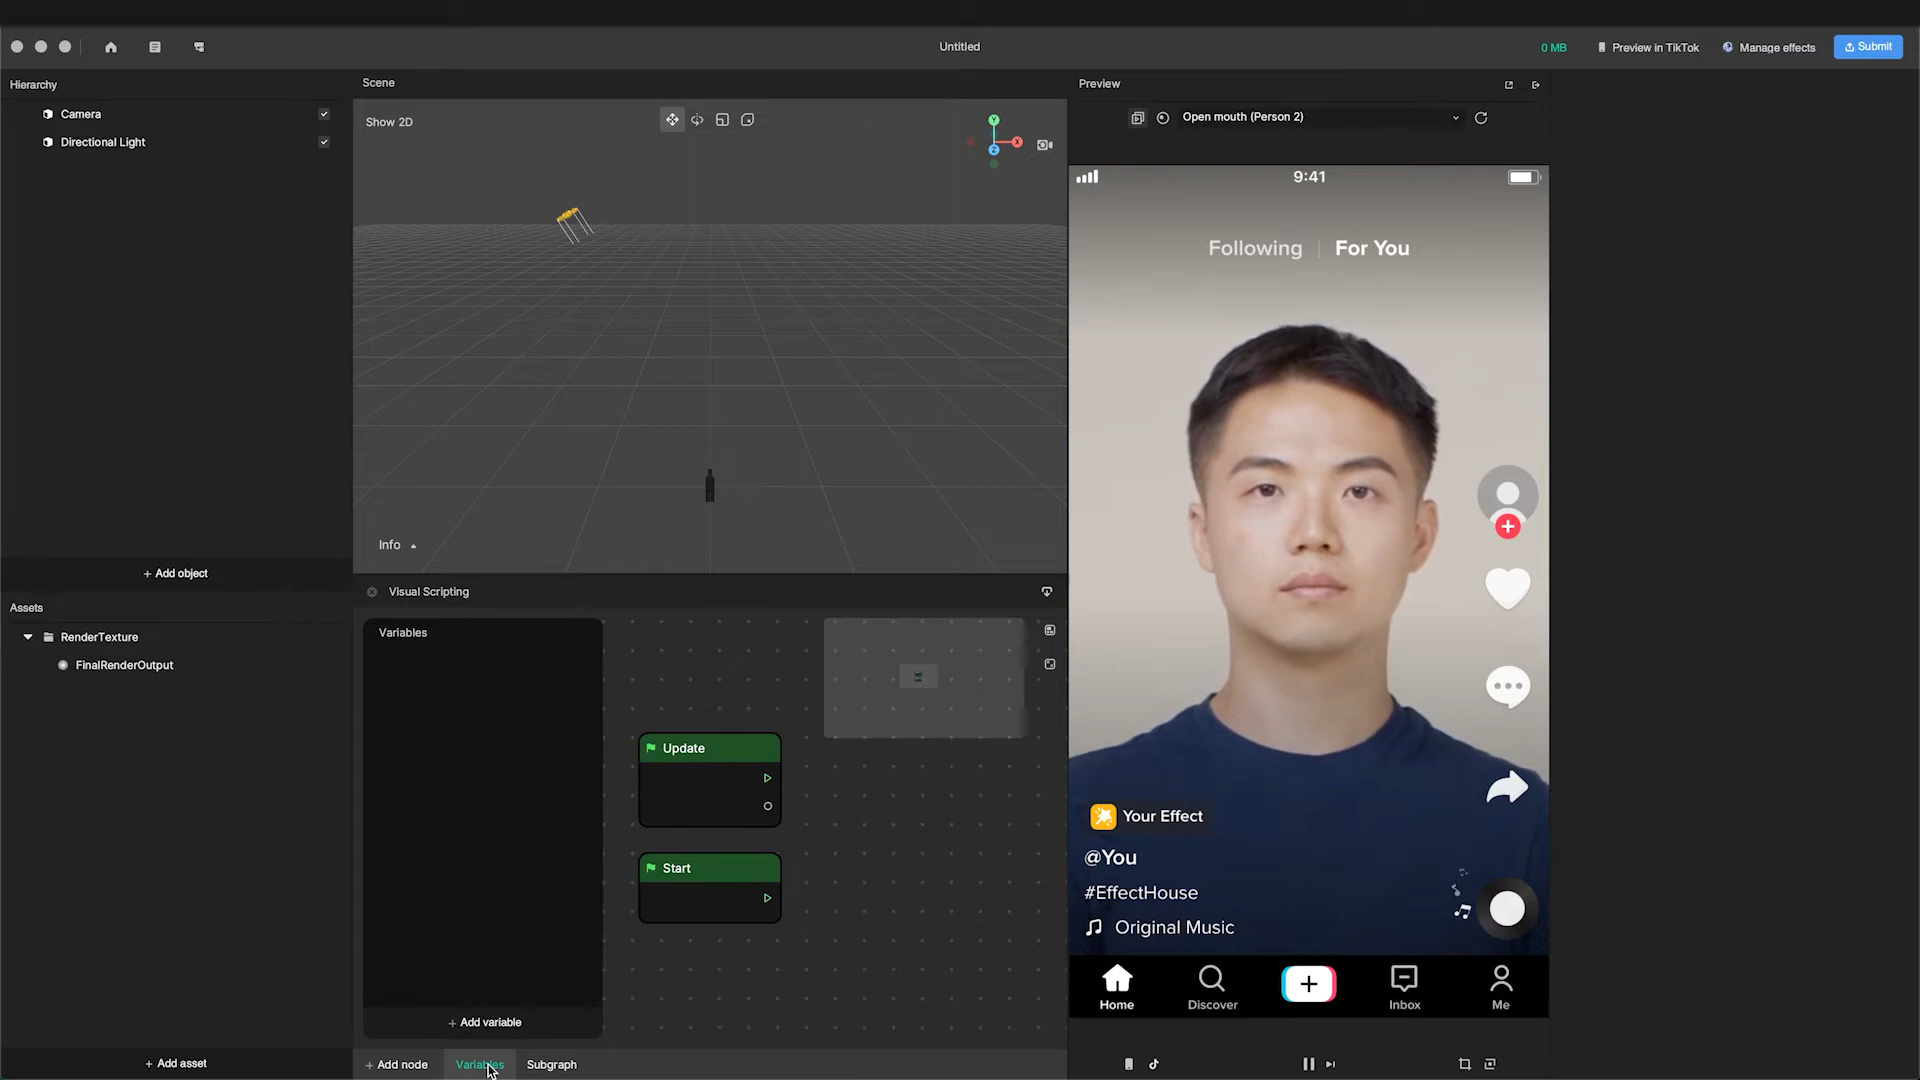 Untitled
0 MB
Preview in TikTok
Manage effects
Submit
Hierarchy
Camera
Directional Light
+ Add object
Assets
RenderTexture
FinalRenderOutput
+ Add asset
Scene
Show 2D
Y
X
Z
Info
Visual Scripting
Variables
Update
Start
+ Add variable
+ Add node
Variables
Subgraph
Preview
Open mouth (Person 2)
9:41
Following | For You
Your Effect
@You
#EffectHouse
Original Music
Home
Discover
Inbox
Me